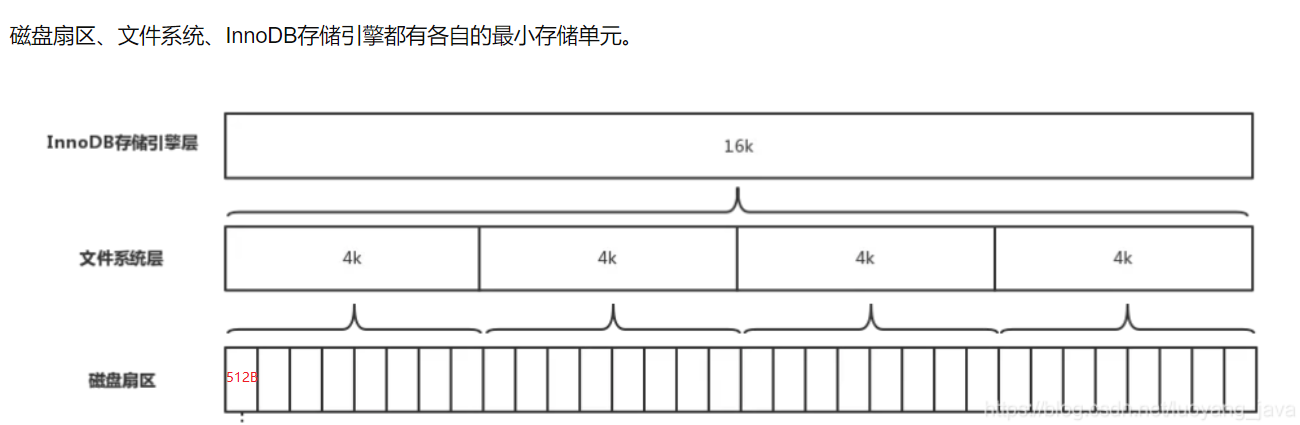 磁盘扇区、文件系统、InnoDB存储引擎都有各自的最小存储单元。
InnoDB存储引擎层
16k
文件系统层
4k
4k
4k
4k
磁盘扇区
512B
https://blog.csdn.net/luoyang_java